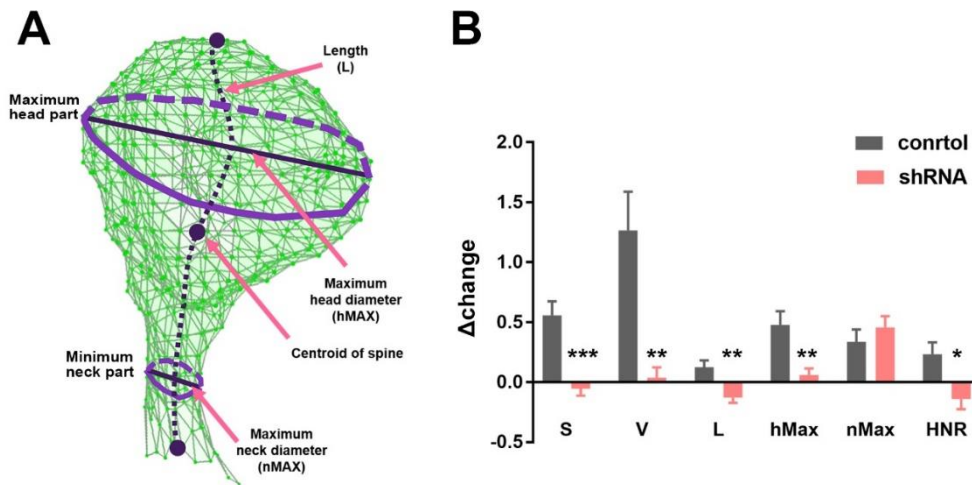 A
Length
(L)
Maximum
head part
Maximum
head diameter
(hMAX)
Centroid of spine
Minimum
neck part
Maximum
neck diameter
(nMAX)
B
conrtol
shRNA
Δchange
2.0
1.5
1.0
0.5
0.0
-0.5
***
**
**
**
*
S
V
L
hMax
nMax
HNR